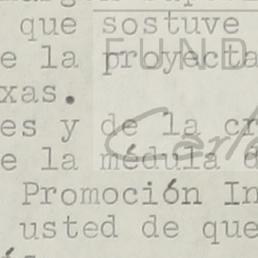 que sostuve
e la proyecta
xas.
es y de la cr
e la médula
Promoción In
usted de que